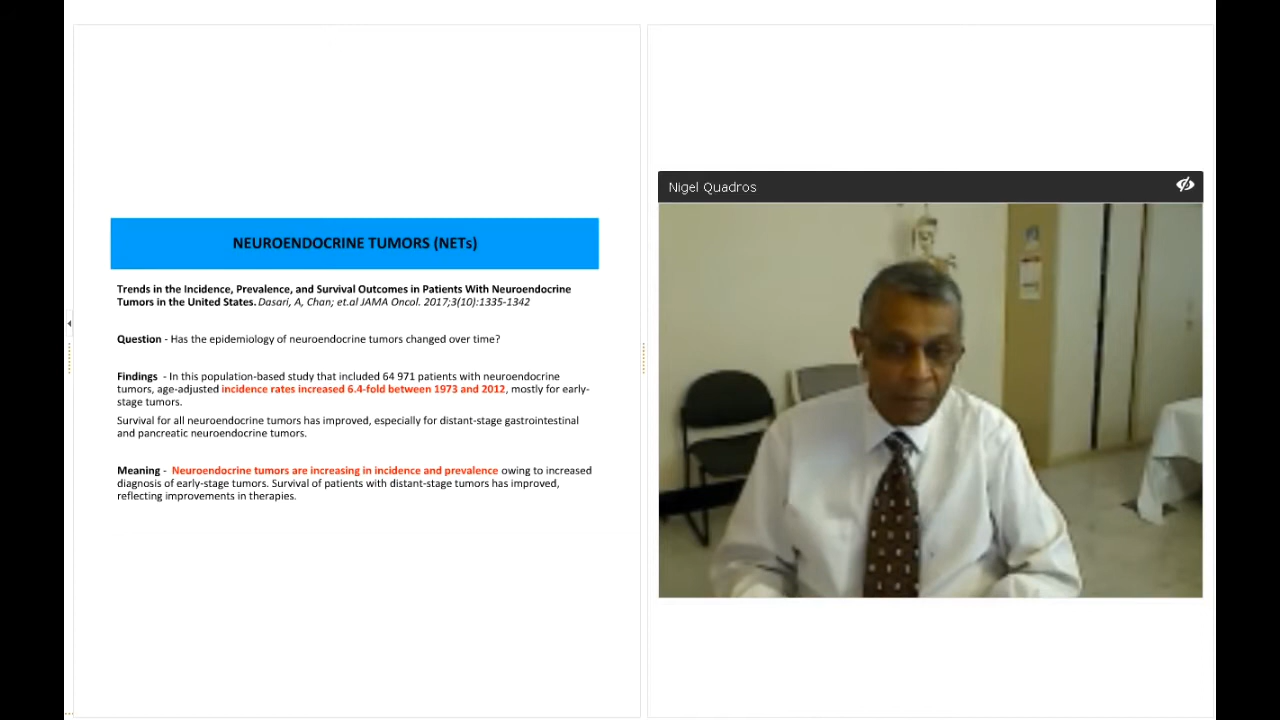 NEUROENDOCRINE TUMORS (NETs)
Trends in the Incidence, Prevalence, and Survival Outcomes in Patients With Neuroendocrine
Tumors in the United States. Dasari, A, Chan; et.al JAMA Oncol. 2017;3(10):1335-1342
Question - Has the epidemiology of neuroendocrine tumors changed over time?
Findings - In this population-based study that included 64 971 patients with neuroendocrine
tumors, age-adjusted incidence rates increased 6.4-fold between 1973 and 2012, mostly for early-
stage tumors.
Survival for all neuroendocrine tumors has improved, especially for distant-stage gastrointestinal
and pancreatic neuroendocrine tumors.
Meaning - Neuroendocrine tumors are increasing in incidence and prevalence owing to increased
diagnosis of early-stage tumors. Survival of patients with distant-stage tumors has improved,
reflecting improvements in therapies.
Nigel Quadros